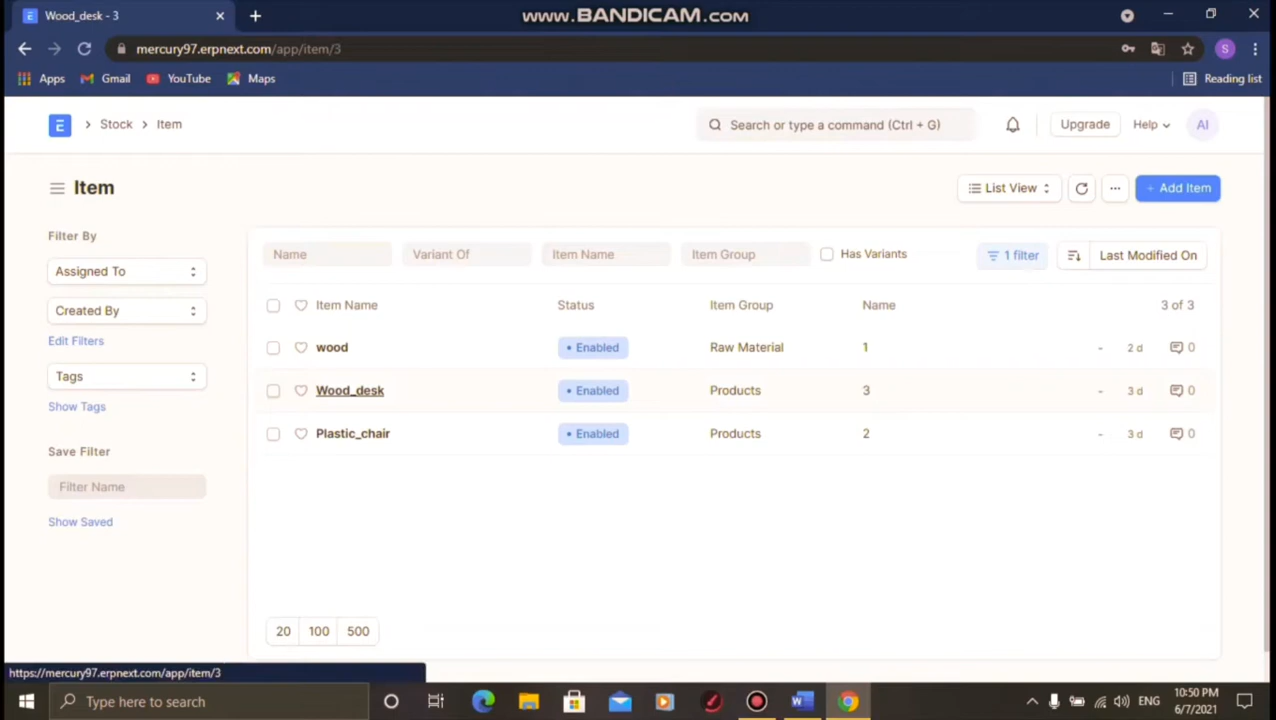 Wood_desk - 3
www.BANDICAM.com
mercury97.erpnext.com/app/item/3
S
Apps
Gmail
YouTube
Maps
Reading list
E
Stock
Item
Search or type a command (Ctrl + G)
Upgrade
Help
AI
Item
List View
+ Add Item
Filter By
Assigned To
Created By
Edit Filters
Tags
Show Tags
Save Filter
Filter Name
Show Saved
Name
Variant Of
Item Name
Item Group
Has Variants
1 filter
Last Modified On
Item Name Status Item Group Name 3 of 3
wood Enabled Raw Material 1 - 2 d 0
Wood_desk Enabled Products 3 - 3 d 0
Plastic_chair Enabled Products 2 - 3 d 0
20 100 500
https://mercury97.erpnext.com/app/item/3
Type here to search
ENG
10:50 PM
6/7/2021